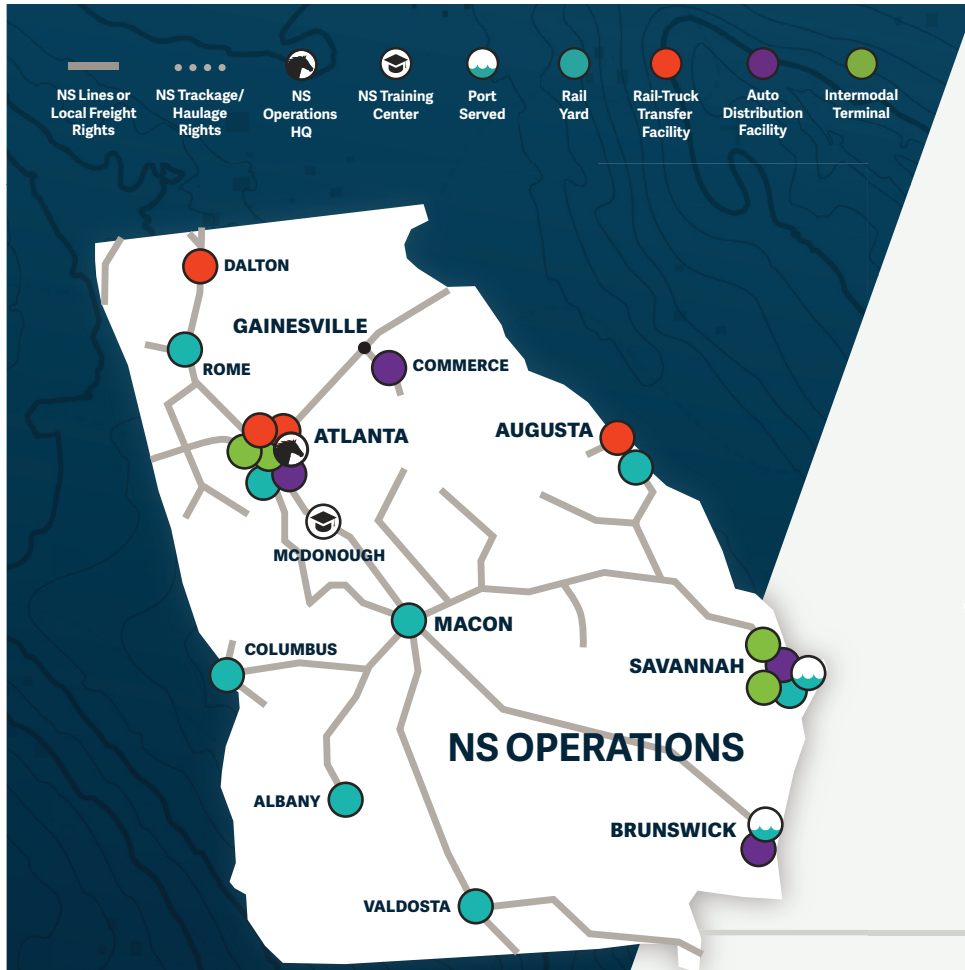 NS Lines or
Local Freight
Rights
NS Trackage/
Haulage
Rights
NS
Operations
HQ
NS Training
Center
Port
Served
Rail
Yard
Rail-Truck
Transfer
Facility
Auto
Distribution
Facility
Intermodal
Terminal
DALTON
GAINESVILLE
ROME
COMMERCE
ATLANTA
AUGUSTA
MCDONOUGH
MACON
COLUMBUS
SAVANNAH
NS OPERATIONS
ALBANY
BRUNSWICK
VALDOSTA